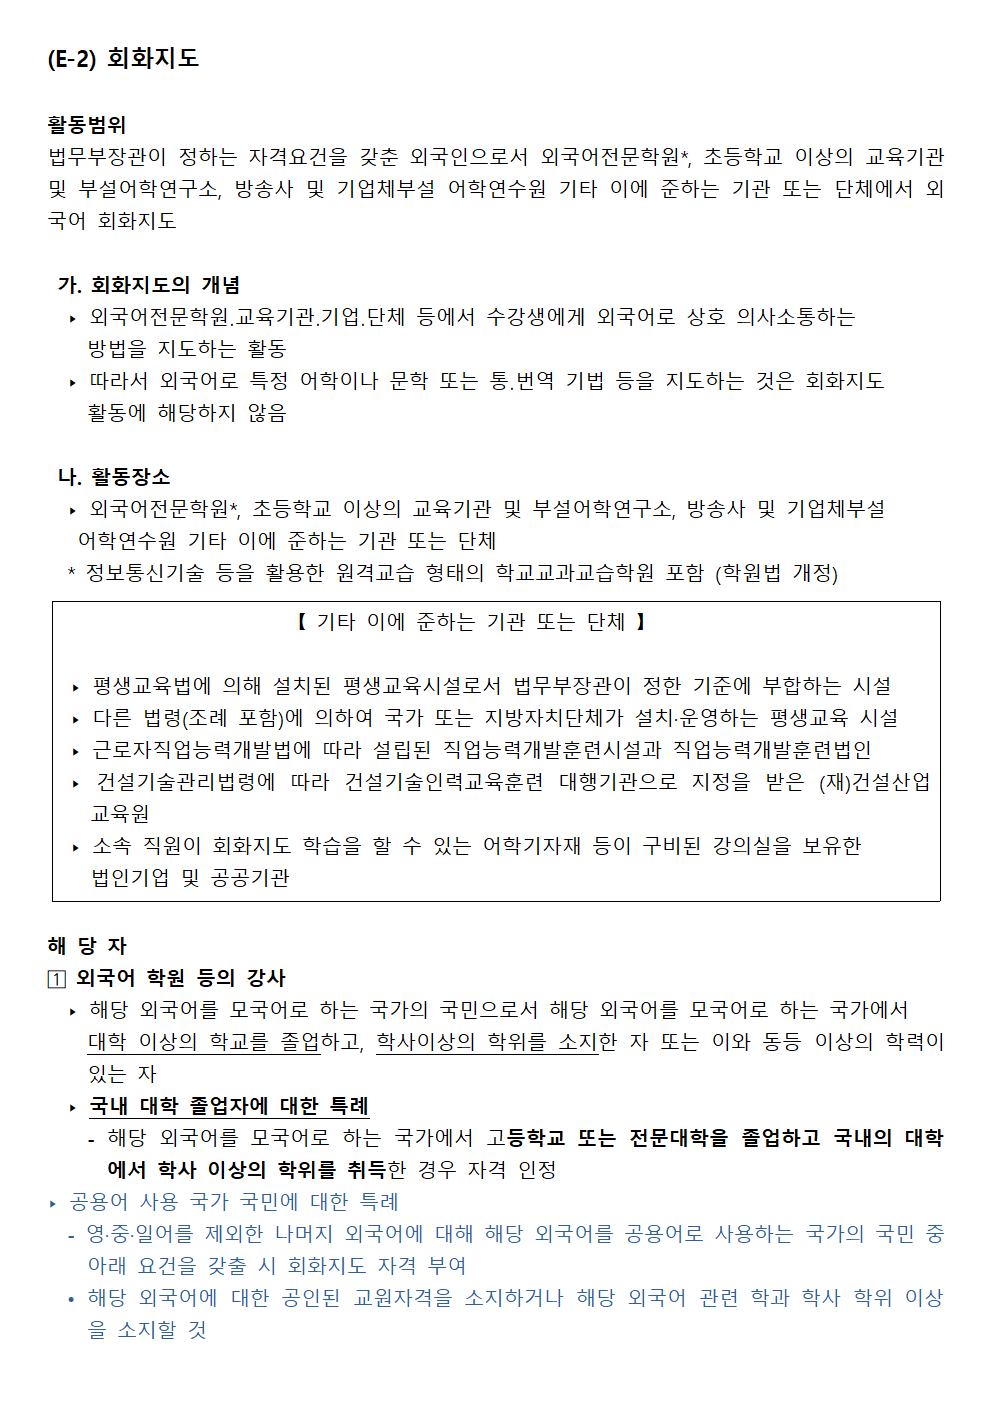 (E-2) 회화지도
활동범위
법무부장관이 정하는 자격요건을 갖춘 외국인으로서 외국어전문학원*, 초등학교 이상의 교육기관
및 부설어학연구소, 방송사 및 기업체부설 어학연수원 기타 이에 준하는 기관 또는 단체에서 외
국어 회화지도
가. 회화지도의 개념
▸ 외국어전문학원.교육기관.기업.단체 등에서 수강생에게 외국어로 상호 의사소통하는
방법을 지도하는 활동
▸ 따라서 외국어로 특정 어학이나 문학 또는 통.번역 기법 등을 지도하는 것은 회화지도
활동에 해당하지 않음
나. 활동장소
▸ 외국어전문학원*, 초등학교 이상의 교육기관 및 부설어학연구소, 방송사 및 기업체부설
어학연수원 기타 이에 준하는 기관 또는 단체
* 정보통신기술 등을 활용한 원격교습 형태의 학교교과교습학원 포함 (학원법 개정)
【 기타 이에 준하는 기관 또는 단체 】
▸ 평생교육법에 의해 설치된 평생교육시설로서 법무부장관이 정한 기준에 부합하는 시설
▸ 다른 법령(조례 포함)에 의하여 국가 또는 지방자치단체가 설치·운영하는 평생교육 시설
▸ 근로자직업능력개발법에 따라 설립된 직업능력개발훈련시설과 직업능력개발훈련법인
▸ 건설기술관리법령에 따라 건설기술인력교육훈련 대행기관으로 지정을 받은 (재)건설산업
교육원
▸ 소속 직원이 회화지도 학습을 할 수 있는 어학기자재 등이 구비된 강의실을 보유한
법인기업 및 공공기관
해 당 자
1 외국어 학원 등의 강사
▸ 해당 외국어를 모국어로 하는 국가의 국민으로서 해당 외국어를 모국어로 하는 국가에서
대학 이상의 학교를 졸업하고, 학사이상의 학위를 소지한 자 또는 이와 동등 이상의 학력이
있는 자
▸ 국내 대학 졸업자에 대한 특례
- 해당 외국어를 모국어로 하는 국가에서 고등학교 또는 전문대학을 졸업하고 국내의 대학
에서 학사 이상의 학위를 취득한 경우 자격 인정
▸ 공용어 사용 국가 국민에 대한 특례
- 영·중·일어를 제외한 나머지 외국어에 대해 해당 외국어를 공용어로 사용하는 국가의 국민 중
아래 요건을 갖출 시 회화지도 자격 부여
• 해당 외국어에 대한 공인된 교원자격을 소지하거나 해당 외국어 관련 학과 학사 학위 이상
을 소지할 것